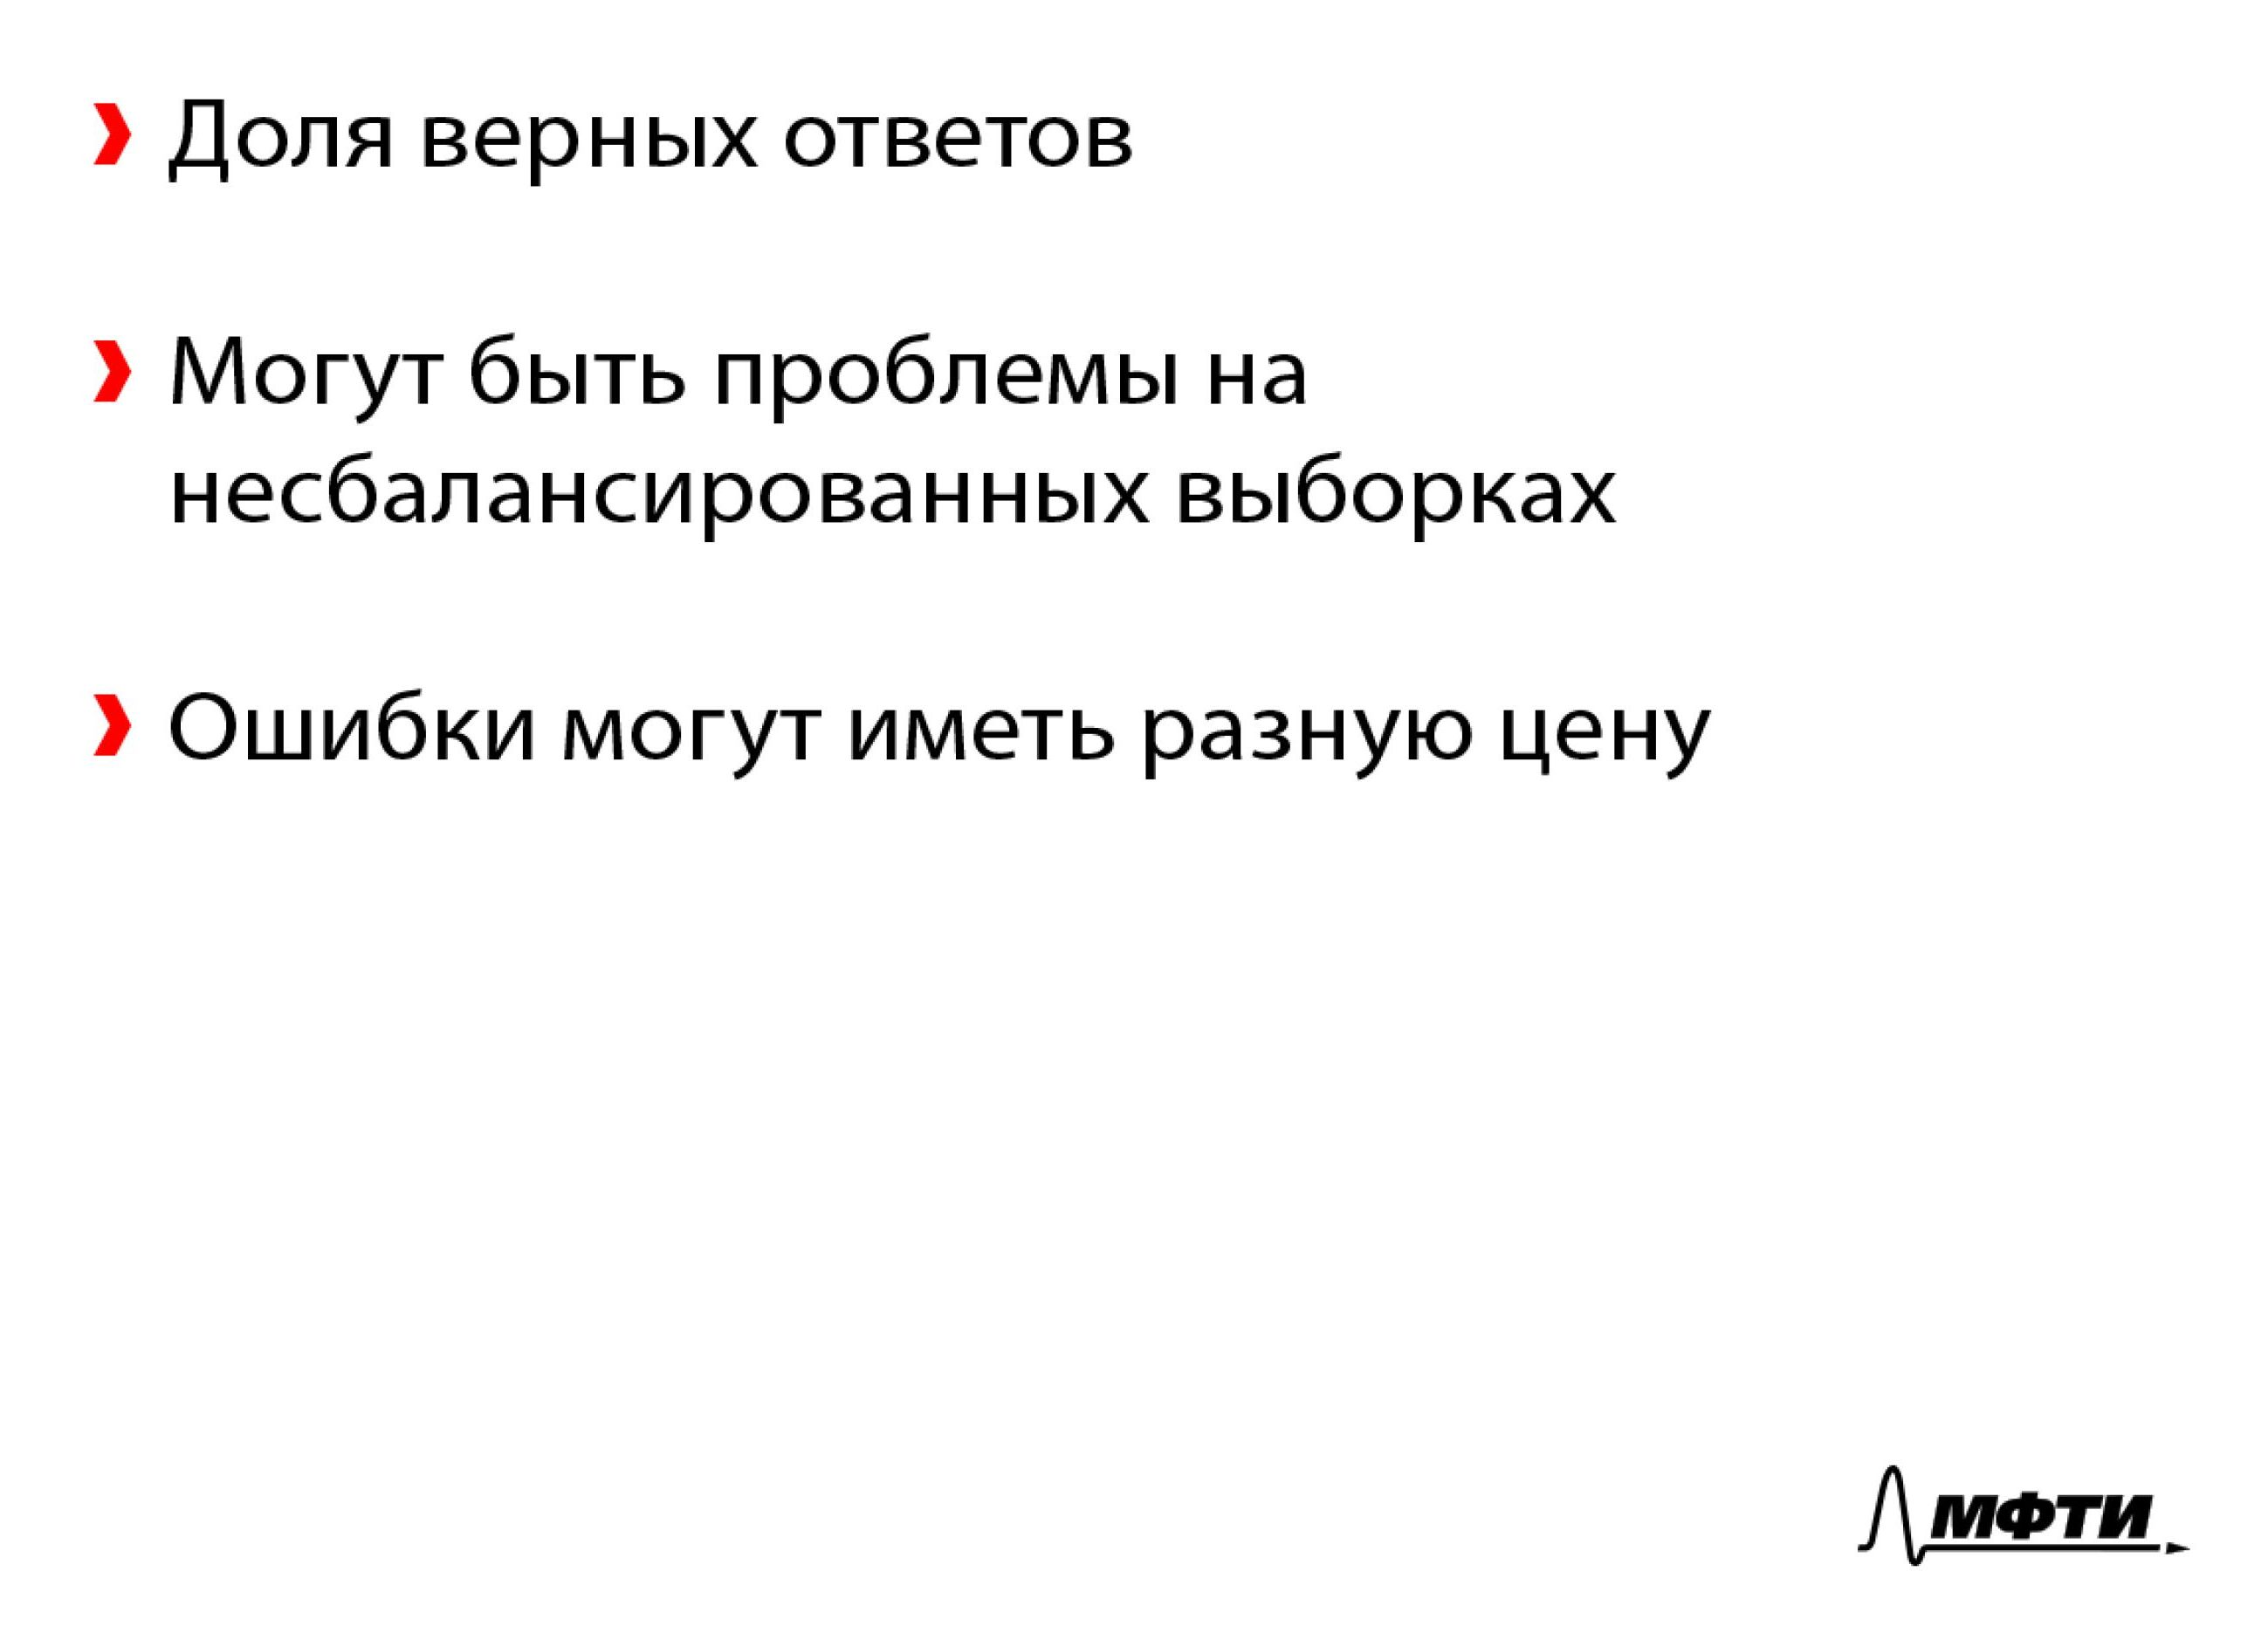 Доля верных ответов
Могут быть проблемы на
несбалансированных выборках
Ошибки могут иметь разную цену
МФТИ